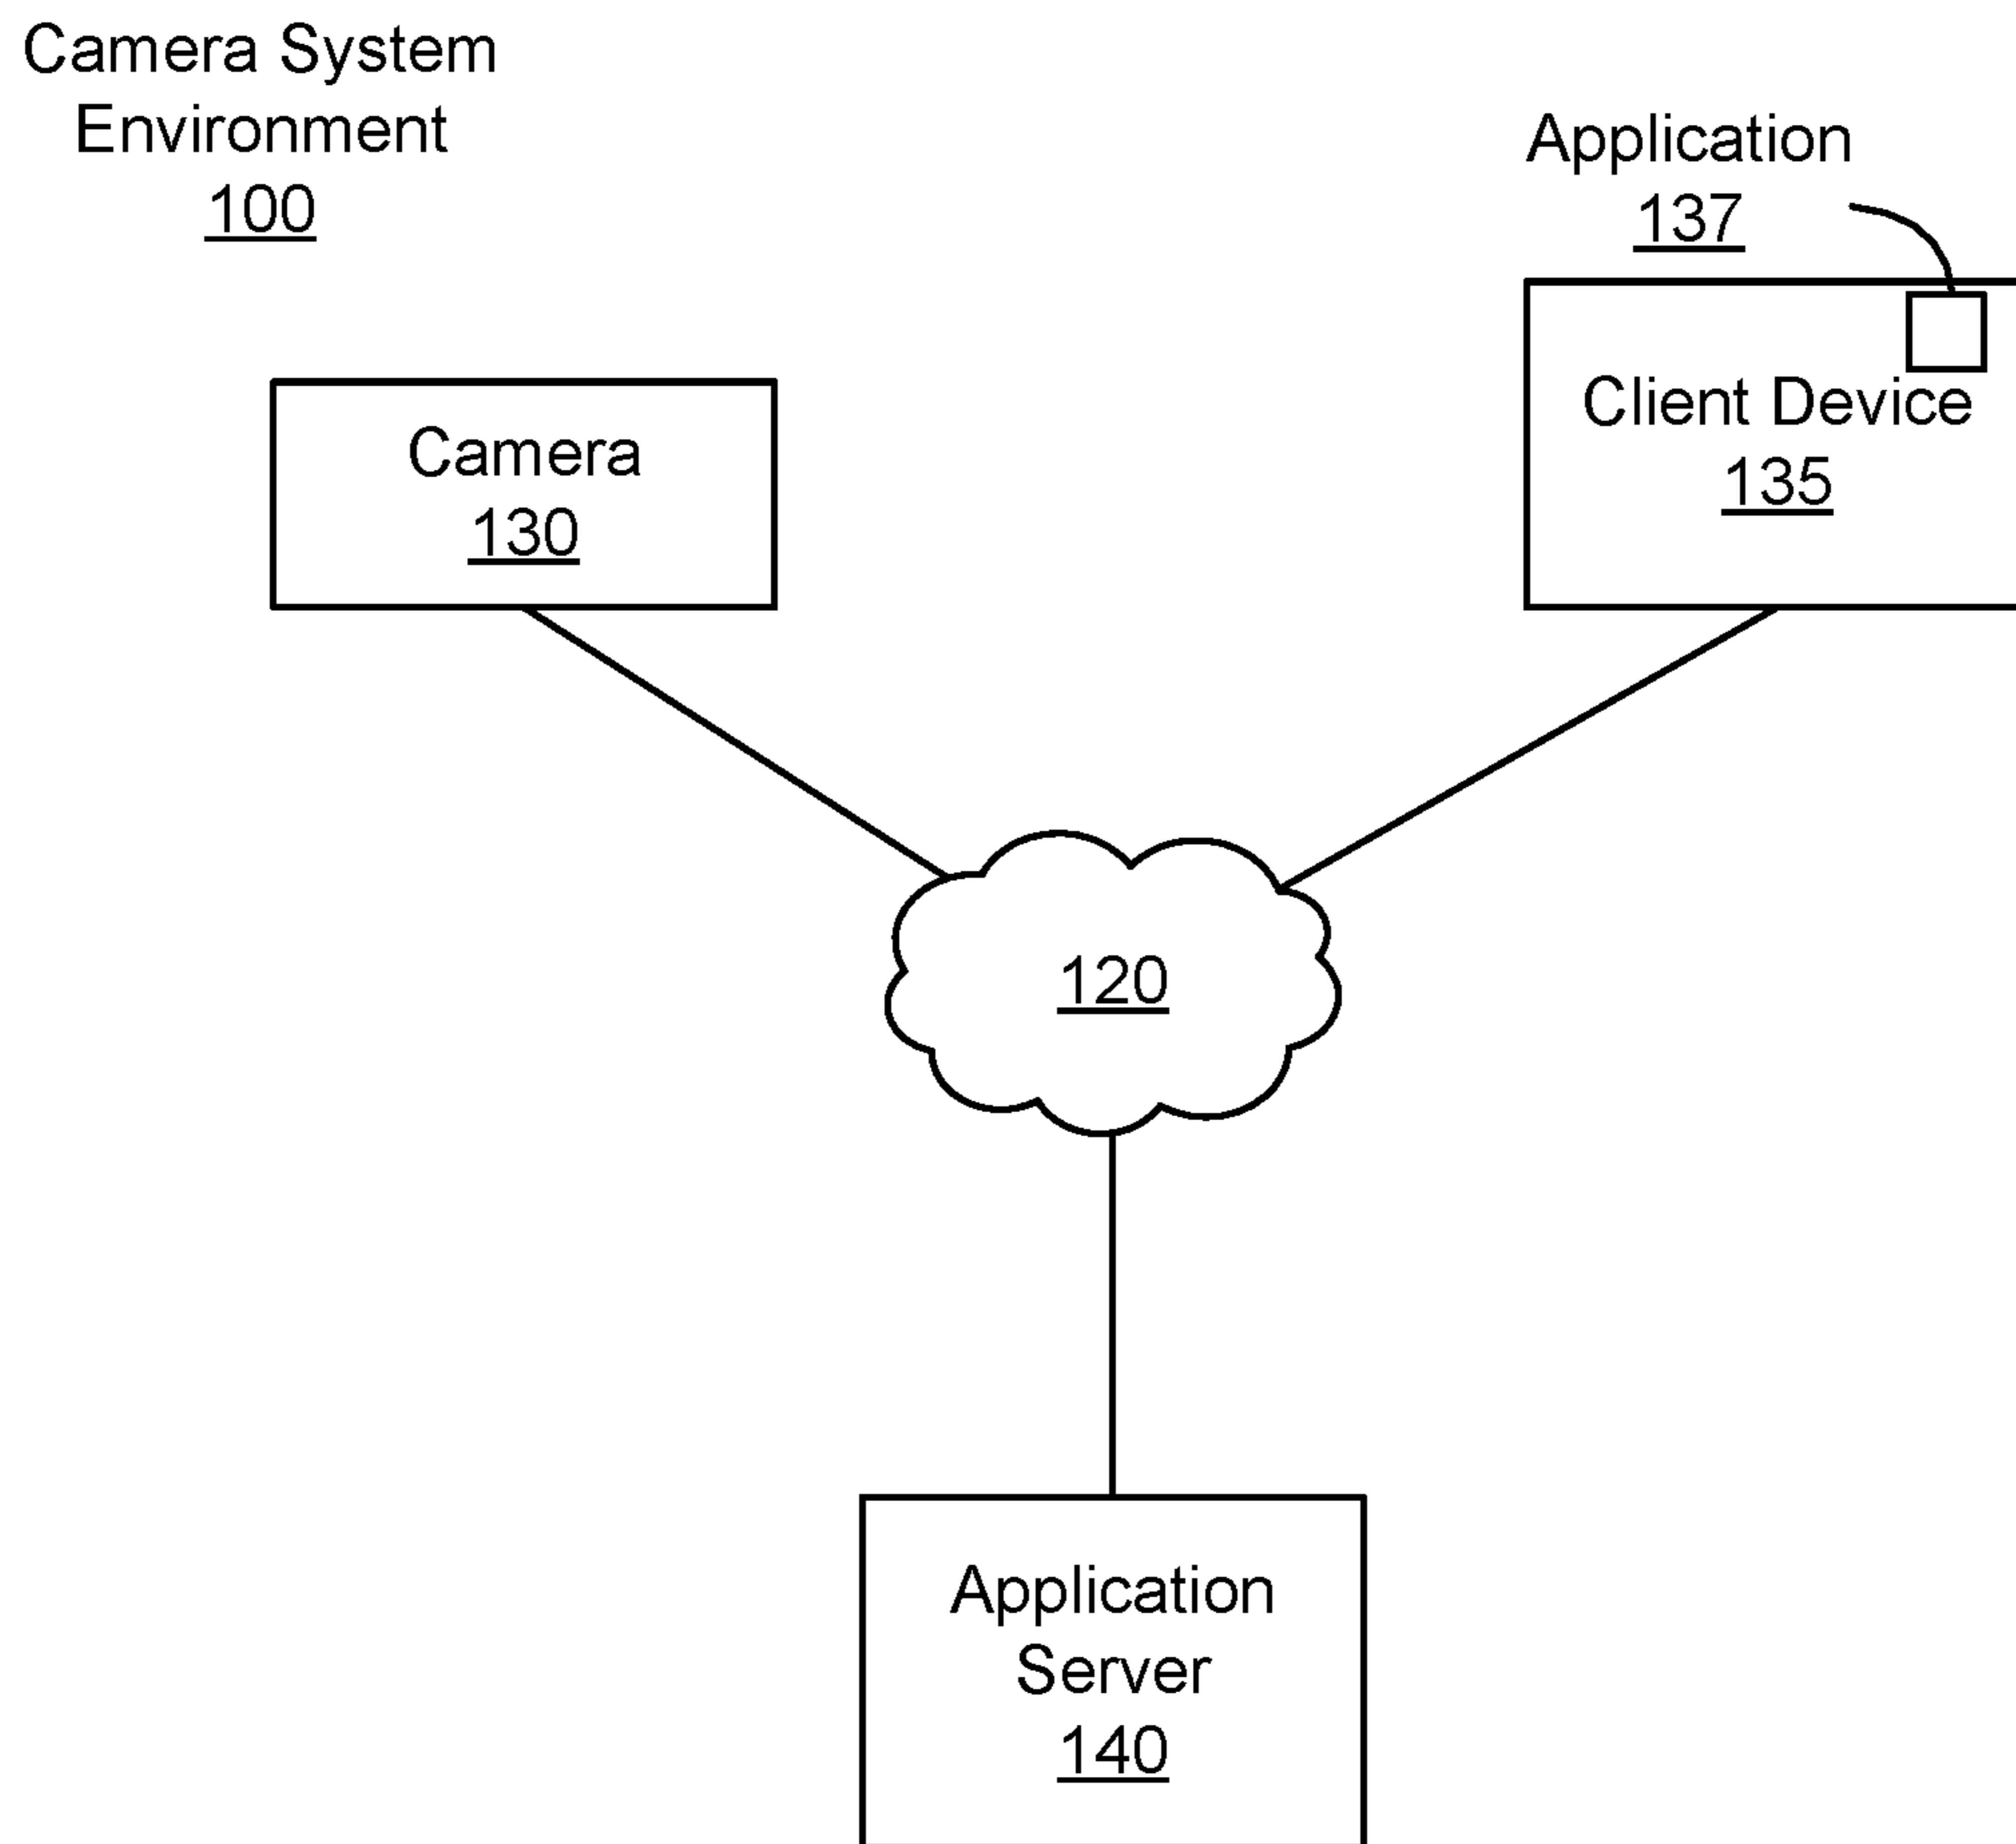 Camera System
Environment
100
Application
137
Client Device
135
Camera
130
120
Application
Server
140